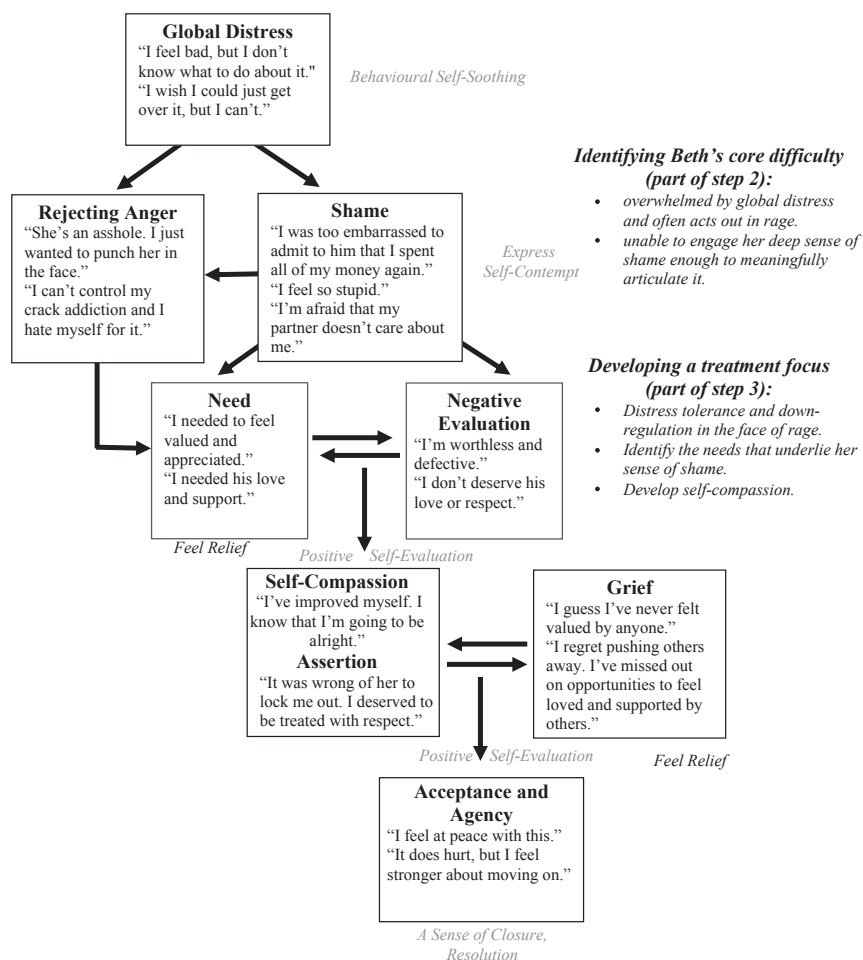 Global Distress
“I feel bad, but I don’t
know what to do about it."
“I wish I could just get
over it, but I can’t.”
Behavioural Self-Soothing
Identifying Beth’s core difficulty
(part of step 2):
• overwhelmed by global distress
and often acts out in rage.
• unable to engage her deep sense of
shame enough to meaningfully
articulate it.
Rejecting Anger
“She’s an asshole. I just
wanted to punch her in
the face.”
“I can’t control my
crack addiction and I
hate myself for it.”
Shame
“I was too embarrassed to
admit to him that I spent
all of my money again.”
“I feel so stupid.”
“I’m afraid that my
partner doesn’t care about
me.”
Express
Self-Contempt
Developing a treatment focus
(part of step 3):
• Distress tolerance and down-
regulation in the face of rage.
• Identify the needs that underlie her
sense of shame.
• Develop self-compassion.
Need
“I needed to feel
valued and
appreciated.”
“I needed his love
and support.”
Negative
Evaluation
“I’m worthless and
defective.”
“I don’t deserve his
love or respect.”
Feel Relief
Positive Self-Evaluation
Self-Compassion
“I’ve improved myself. I
know that I’m going to be
alright.”
Assertion
“It was wrong of her to
lock me out. I deserved to
be treated with respect.”
Grief
“I guess I’ve never felt
valued by anyone.”
“I regret pushing others
away. I’ve missed out
on opportunities to feel
loved and supported by
others.”
Positive Self-Evaluation
Feel Relief
Acceptance and
Agency
“I feel at peace with this.”
“It does hurt, but I feel
stronger about moving on.”
A Sense of Closure,
Resolution